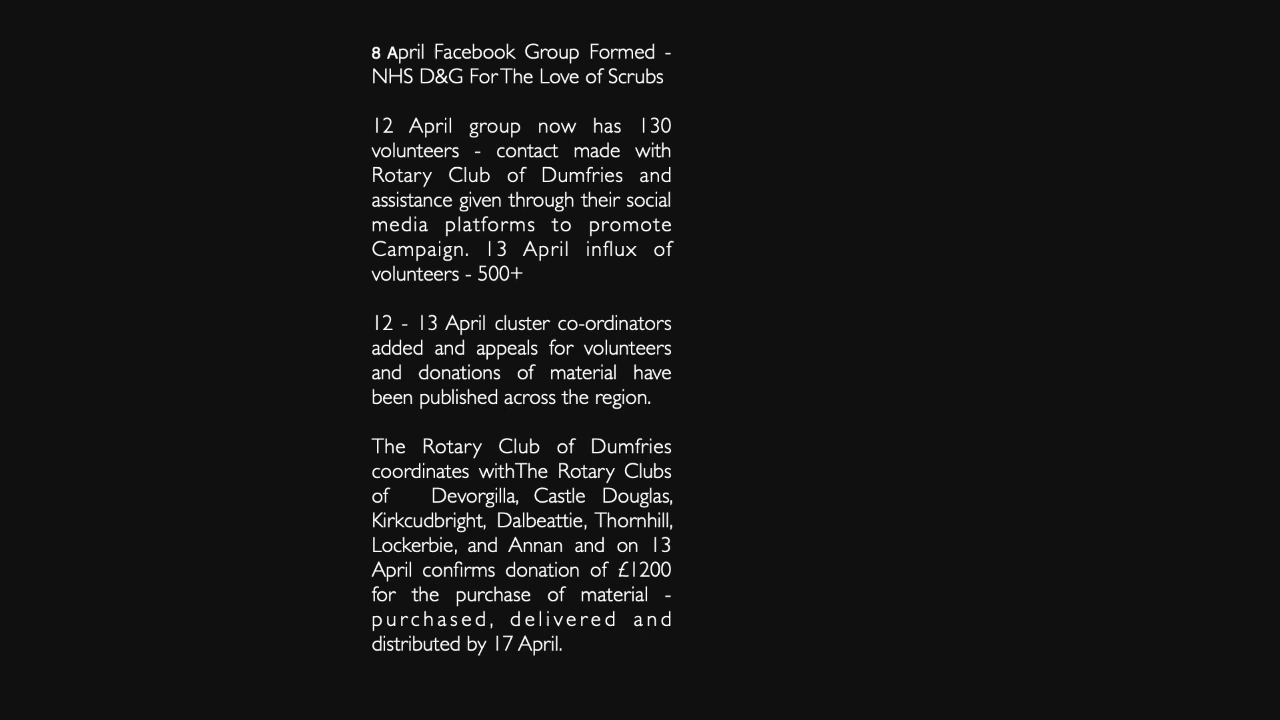 8 April Facebook Group Formed -
NHS D&G For The Love of Scrubs
12 April group now has 130
volunteers - contact made with
Rotary Club of Dumfries and
assistance given through their social
media platforms to promote
Campaign. 13 April influx of
volunteers - 500+
12 - 13 April cluster co-ordinators
added and appeals for volunteers
and donations of material have
been published across the region.
The Rotary Club of Dumfries
coordinates withThe Rotary Clubs
of Devorgilla, Castle Douglas,
Kirkcudbright, Dalbeattie, Thornhill,
Lockerbie, and Annan and on 13
April confirms donation of £1200
for the purchase of material -
purchased, delivered and
distributed by 17 April.